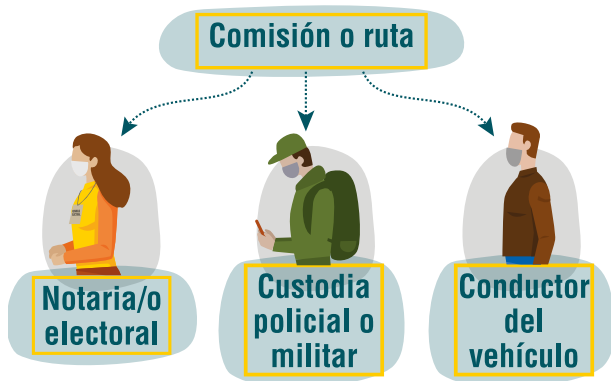 Comisión o ruta
Notaria/o
electoral
Custodia
policial o
militar
Conductor
del
vehículo